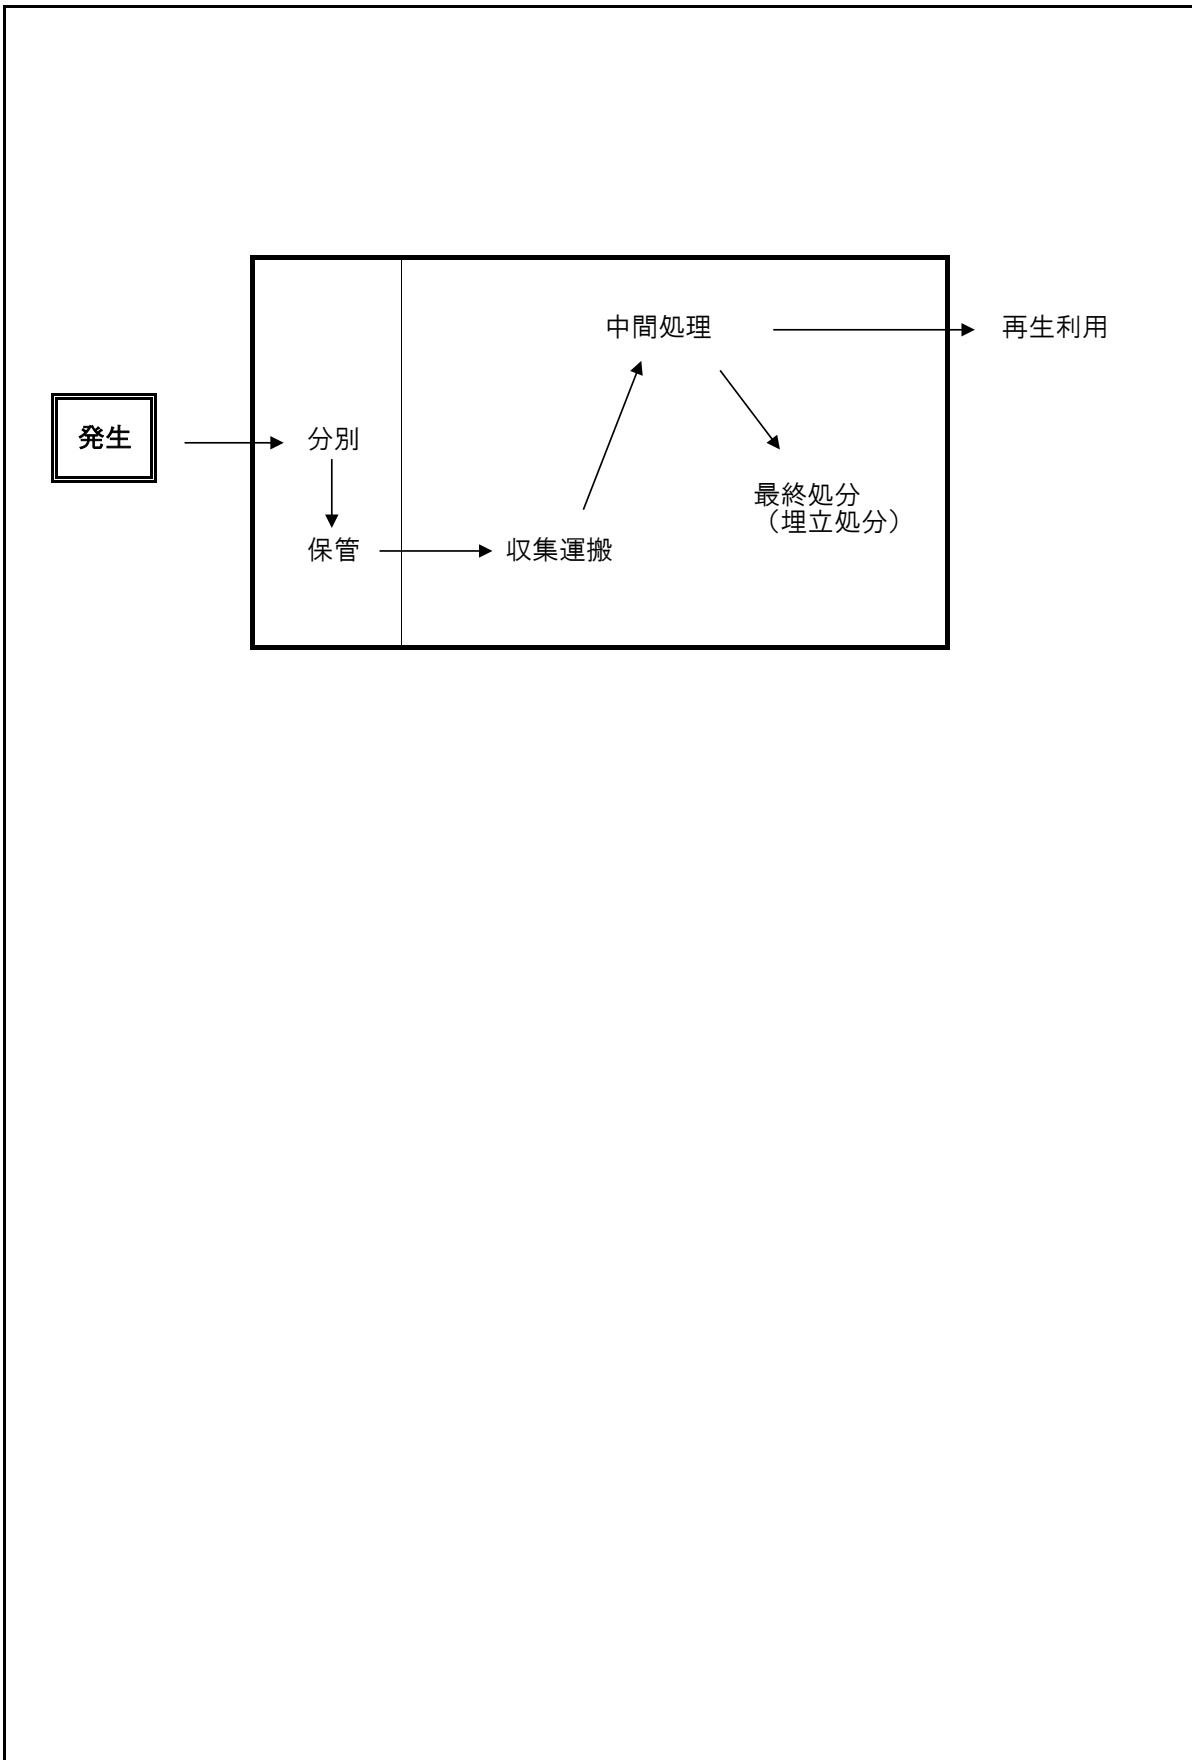 発生
分別
保管
収集運搬
中間処理
最終処分
（埋立処分）
再生利用